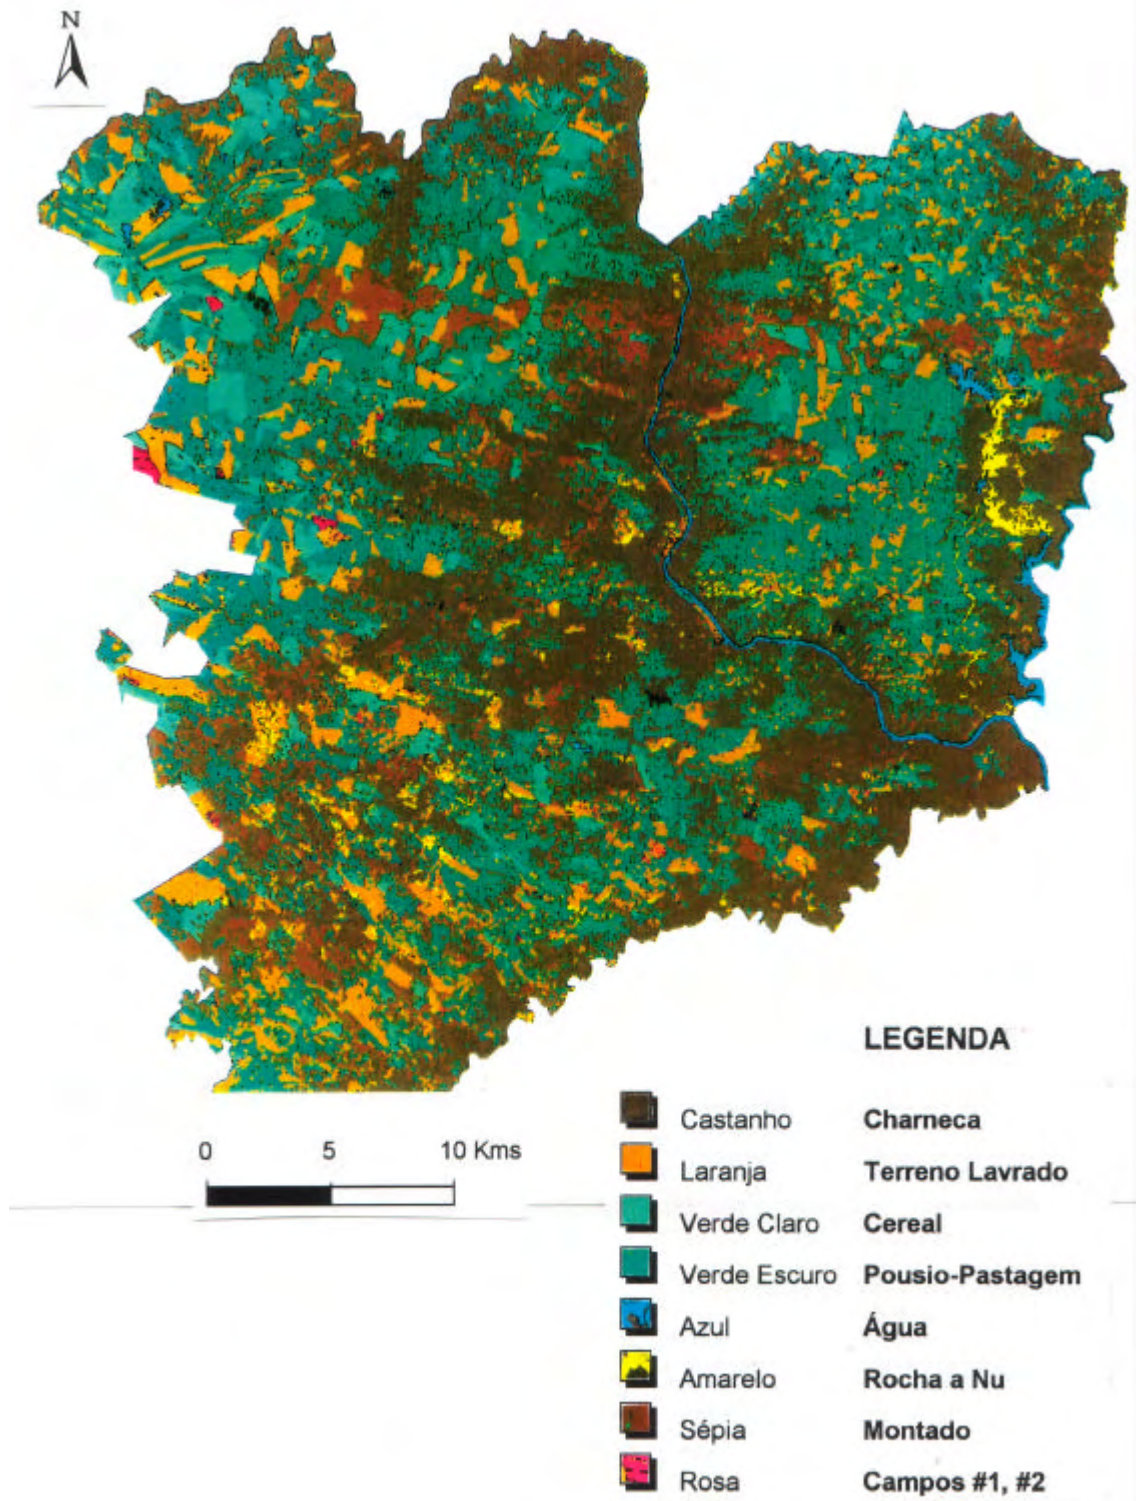 N
LEGENDA
Castanho Charneca
0 5 10 Kms
Laranja Terreno Lavrado
Verde Claro Cereal
Verde Escuro Pousio-Pastagem
Azul Água
Amarelo Rocha a Nu
Sépia Montado
Rosa Campos #1, #2